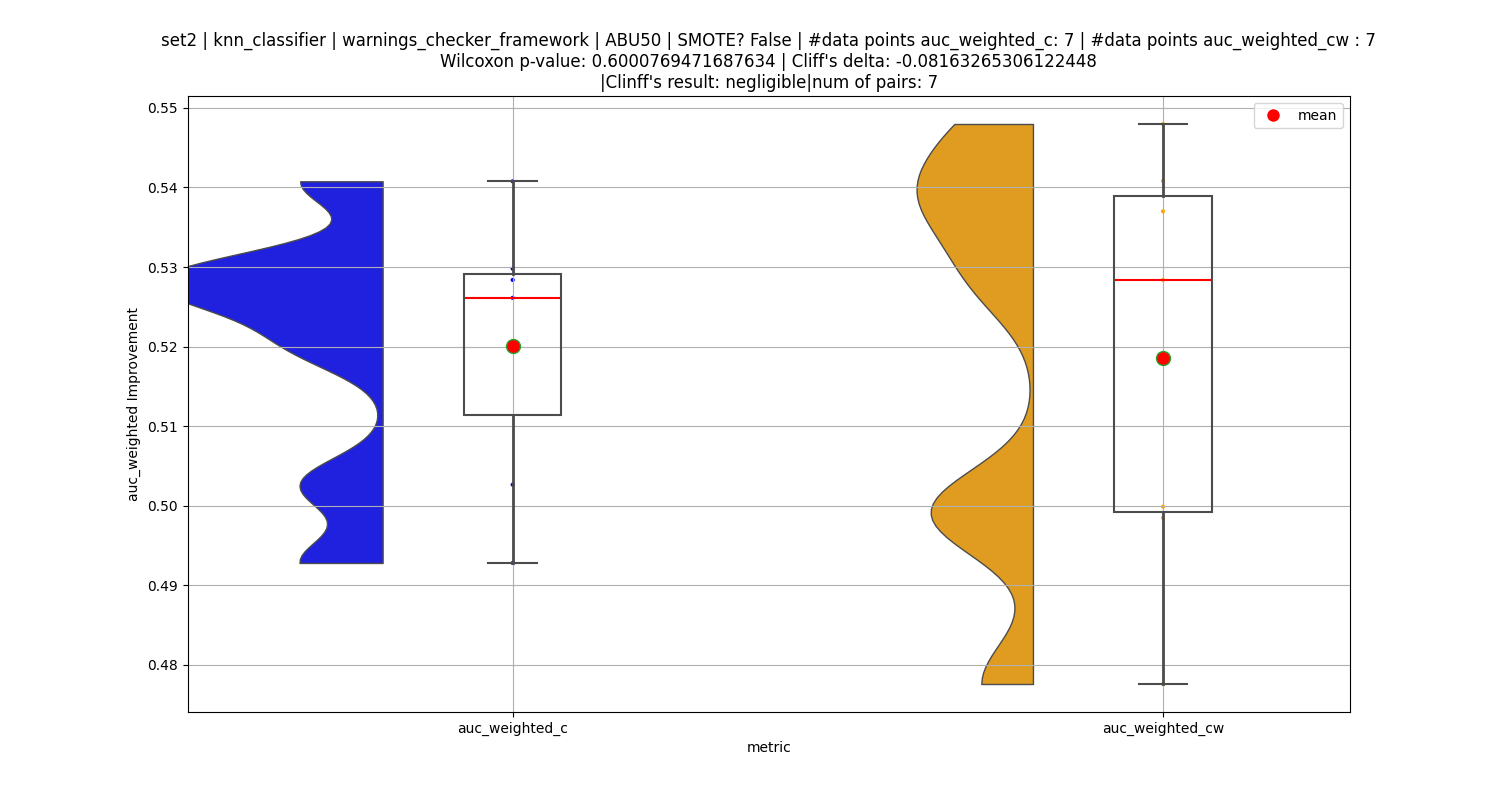 set2 | knn_classifier | warnings_checker_framework | ABU50 | SMOTE? False | #data points auc_weighted_c: 7 | #data points auc_weighted_cw : 7
Wilcoxon p-value: 0.6000769471687634 | Cliff's delta: -0.08163265306122448
|Clinff's result: negligible|num of pairs: 7
mean
0.55
0.54
0.53
0.52
0.51
0.50
0.49
0.48
auc_weighted Improvement
auc_weighted_c
auc_weighted_cw
metric